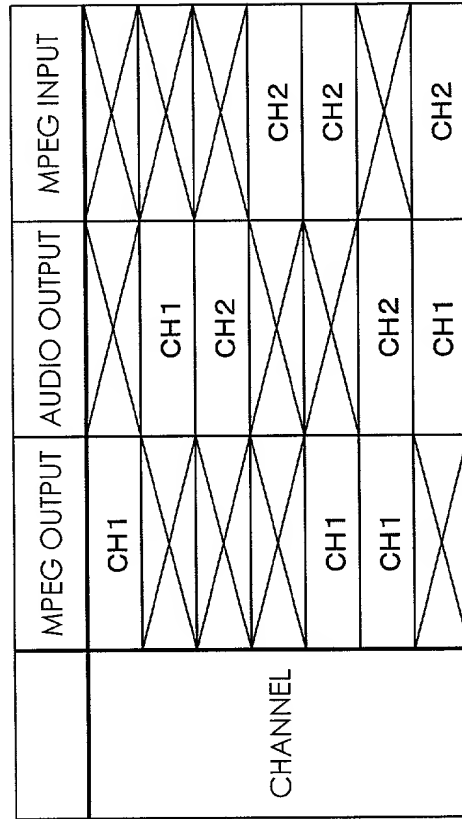 MPEG OUTPUT AUDIO OUTPUT MPEG INPUT
CH1
CH1
CH2
CHANNEL CH2
CH1 CH2
CH1 CH2
CH1 CH2